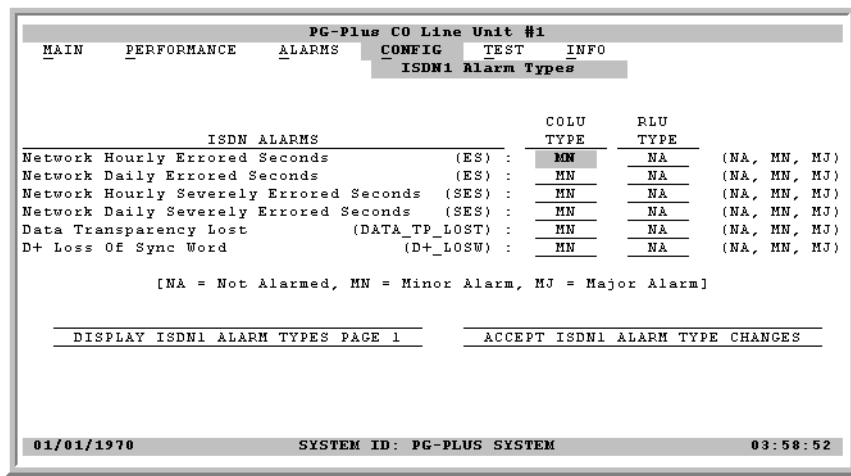 PG-Plus CO Line Unit #1
MAIN PERFORMANCE ALARMS CONFIG TEST INFO
ISDN1 Alarm Types
COLU RLU
ISDN ALARMS TYPE TYPE
Network Hourly Errored Seconds (ES) : MN NA (NA, MN, MJ)
Network Daily Errored Seconds (ES) : MN NA (NA, MN, MJ)
Network Hourly Severely Errored Seconds (SES) : MN NA (NA, MN, MJ)
Network Daily Severely Errored Seconds (SES) : MN NA (NA, MN, MJ)
Data Transparency Lost (DATA_TP_LOST) : MN NA (NA, MN, MJ)
D+ Loss Of Sync Word (D+_LOSW) : MN NA (NA, MN, MJ)
[NA = Not Alarmed, MN = Minor Alarm, MJ = Major Alarm]
DISPLAY ISDN1 ALARM TYPES PAGE 1 ACCEPT ISDN1 ALARM TYPE CHANGES
01/01/1970 SYSTEM ID: PG-PLUS SYSTEM 03:58:52